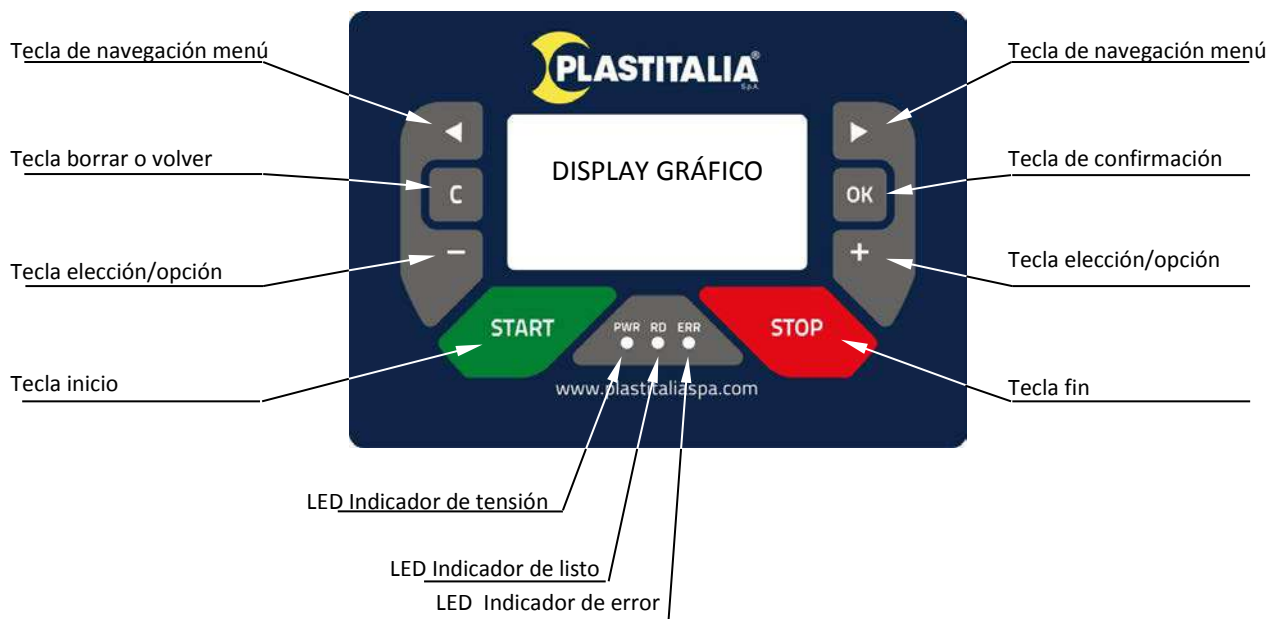 PLASTITALIA®
S.p.A.
Tecla de navegación menú
Tecla de navegación menú
Tecla borrar o volver
DISPLAY GRÁFICO
Tecla de confirmación
C
OK
Tecla elección/opción
−
+
Tecla elección/opción
START
PWR RD ERR
STOP
Tecla inicio
www.plastitaliaspa.com
Tecla fin
LED Indicador de tensión
LED Indicador de listo
LED Indicador de error